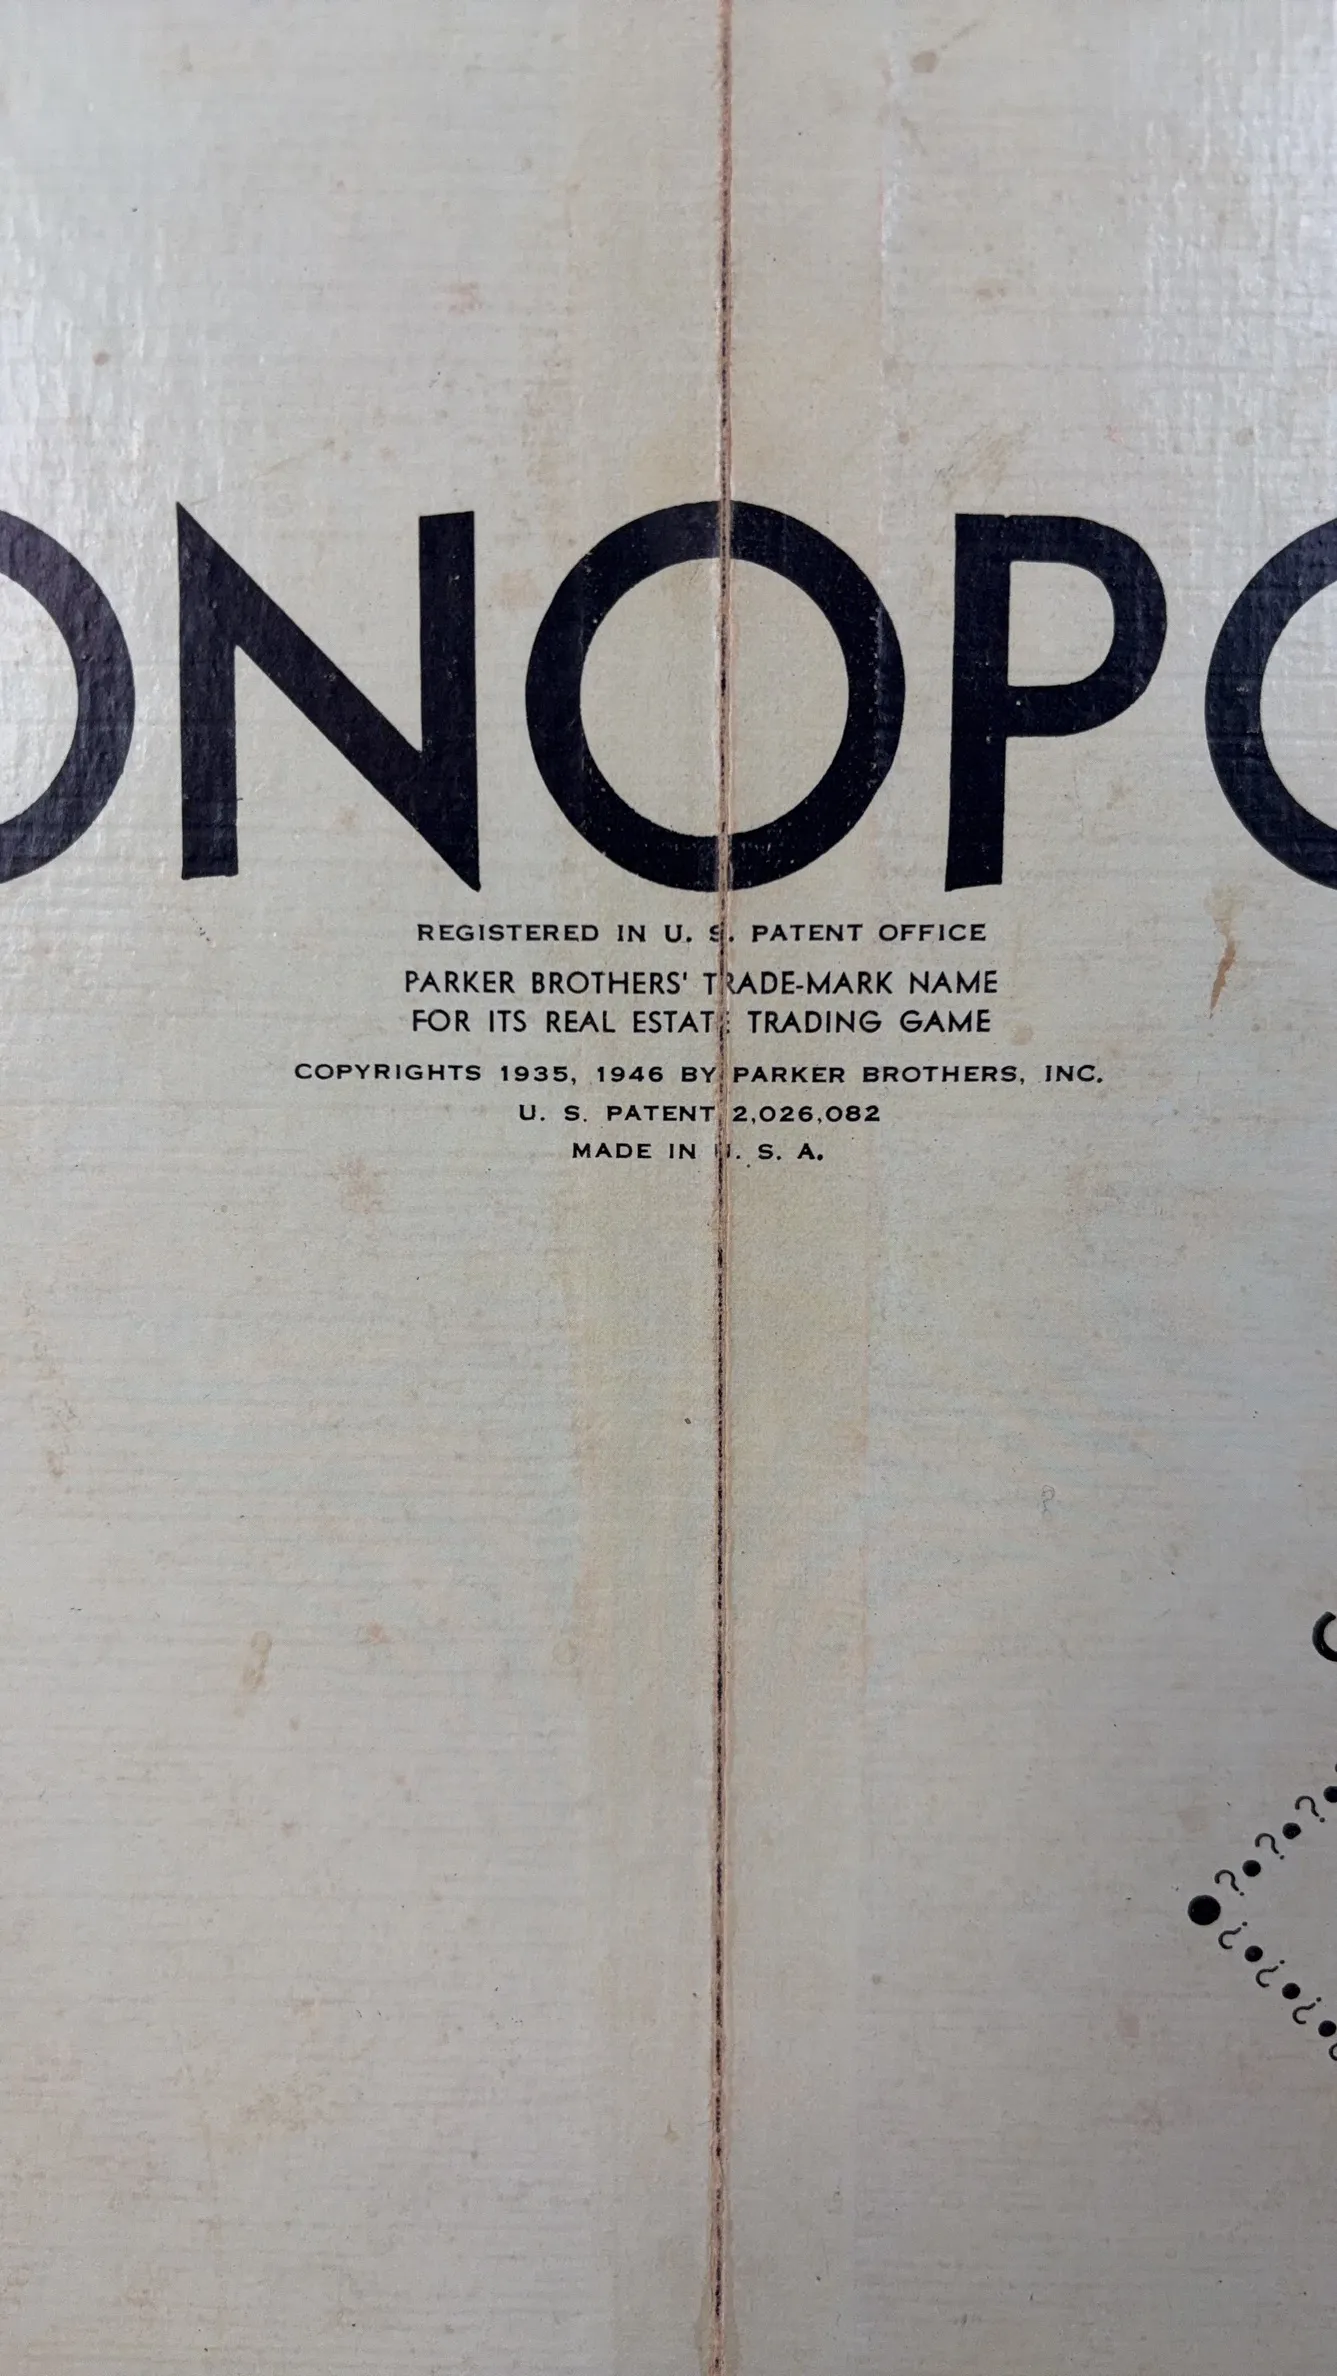 ONOPO
REGISTERED IN U. S. PATENT OFFICE
PARKER BROTHERS' TRADE-MARK NAME
FOR ITS REAL ESTATE TRADING GAME
COPYRIGHTS 1935, 1946 BY PARKER BROTHERS, INC.
U. S. PATENT 2,026,082
MADE IN U. S. A.